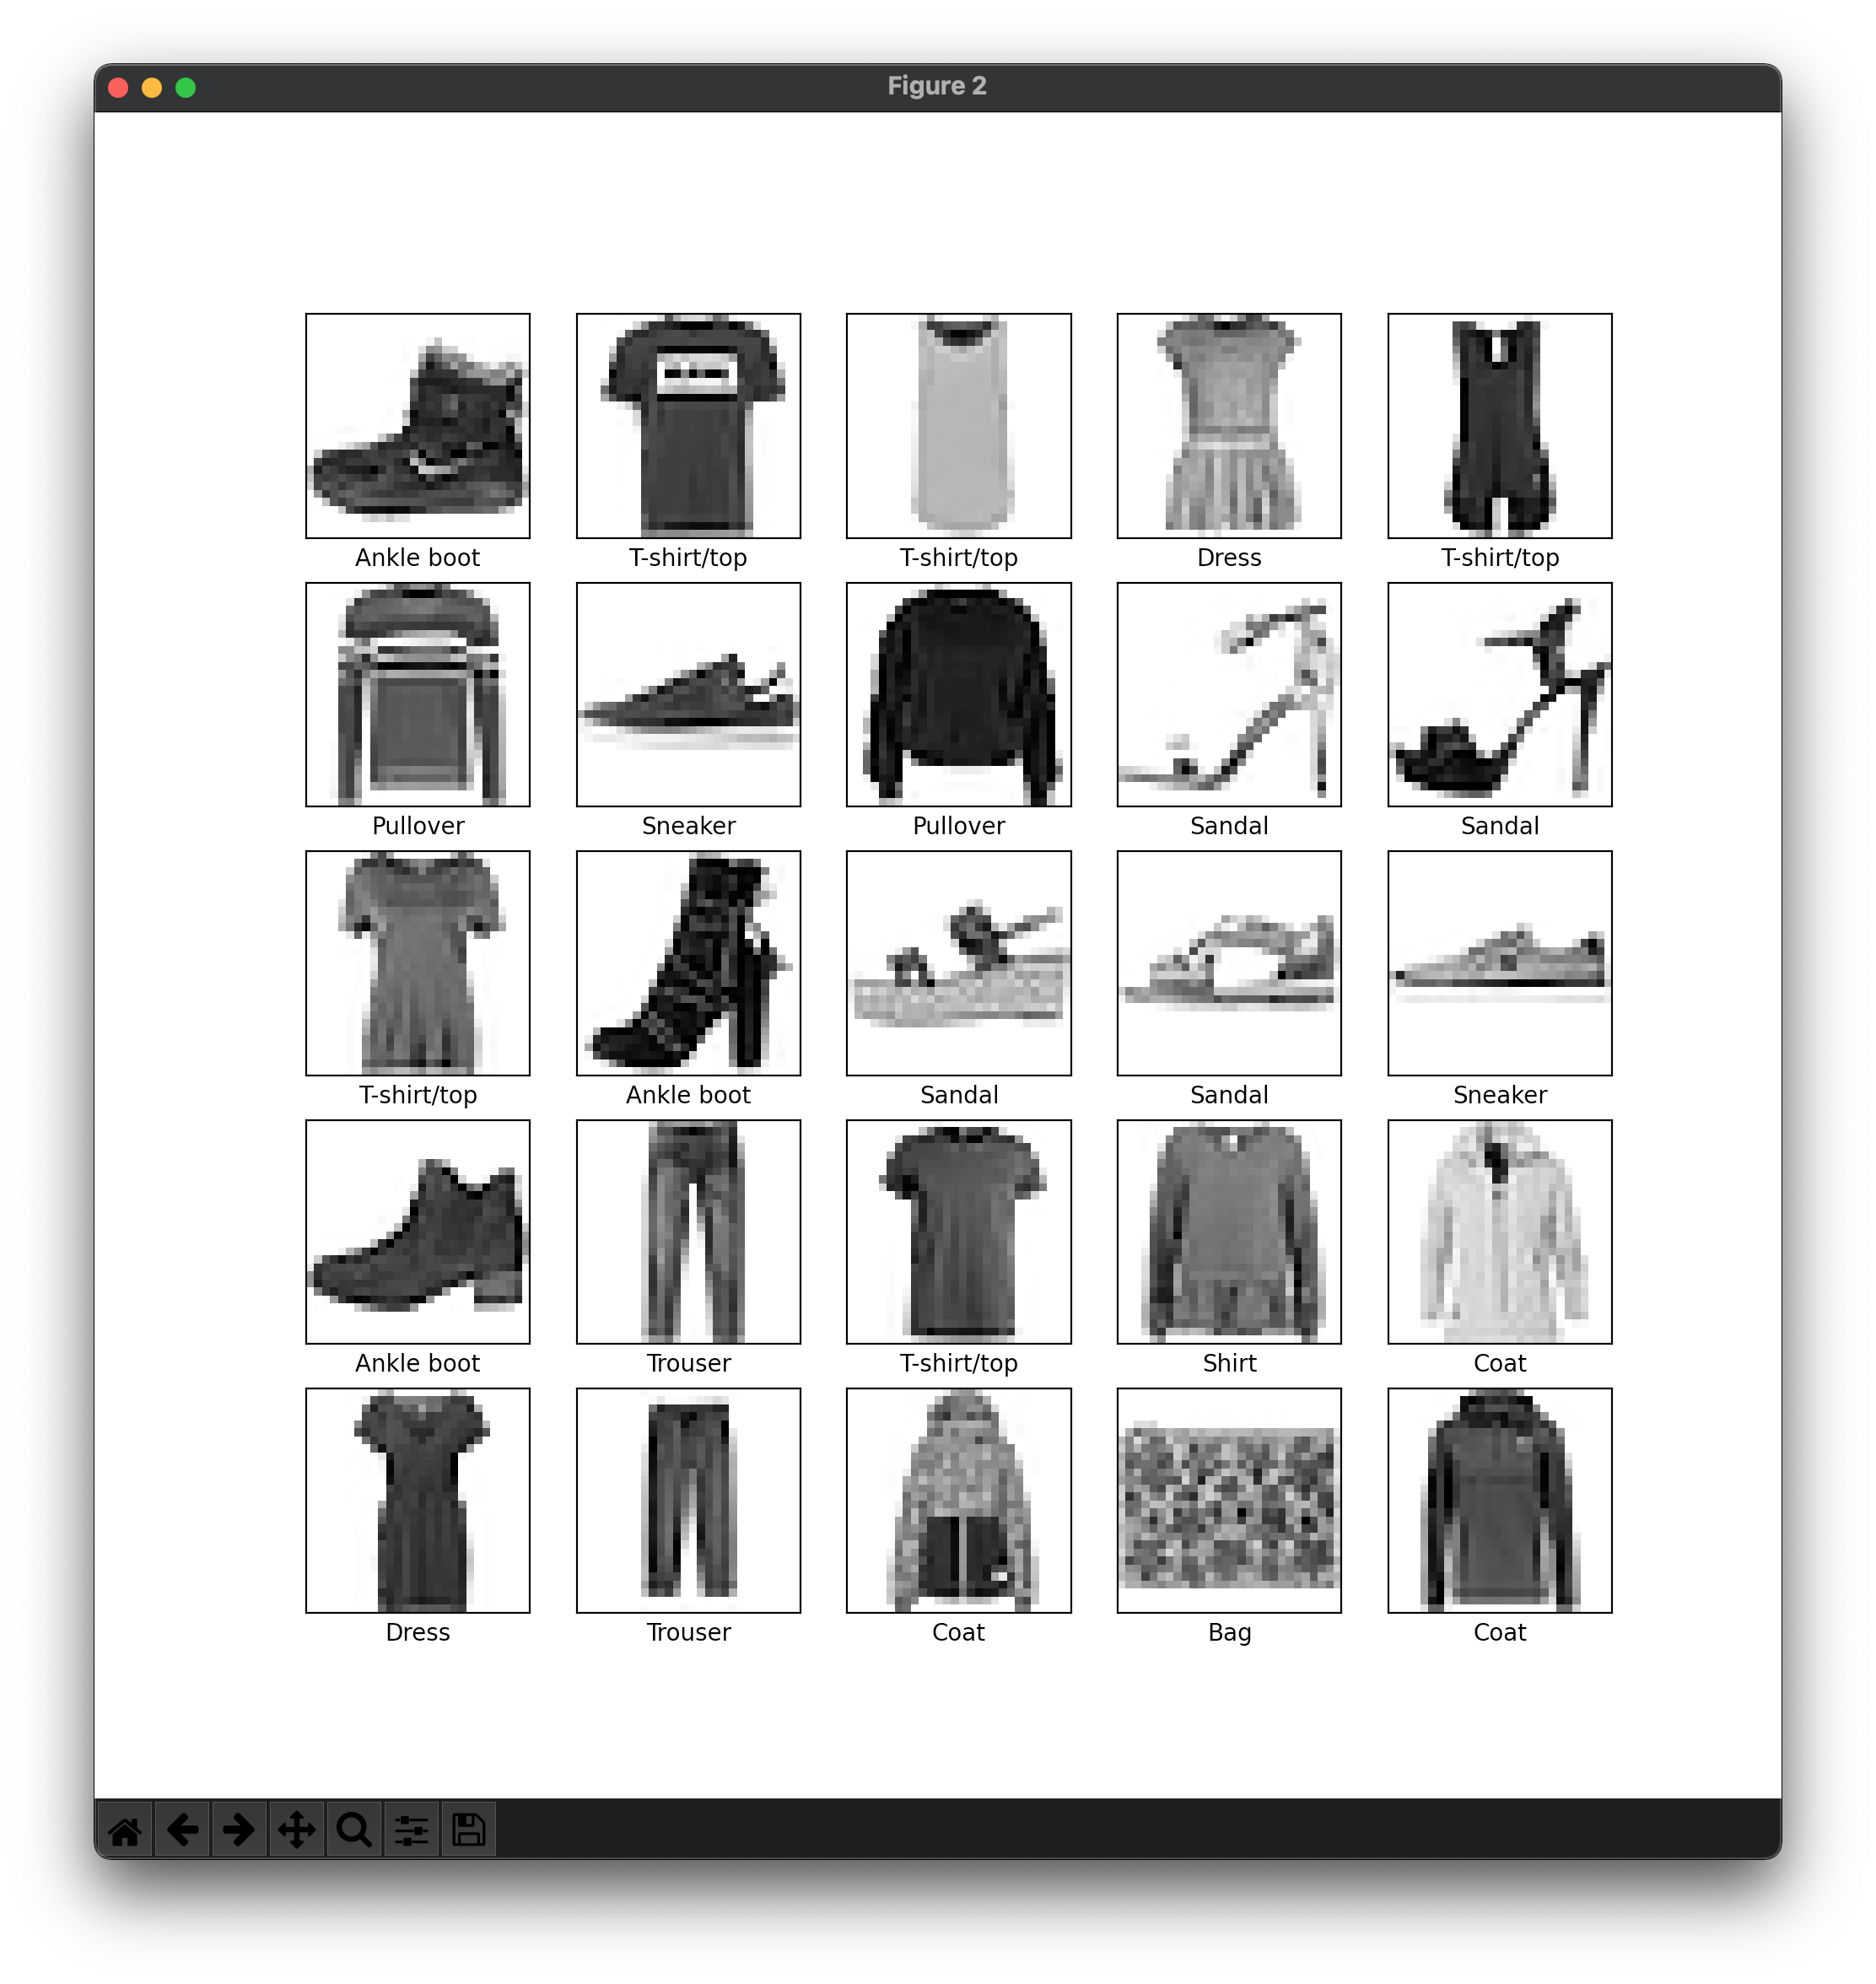 Figure 2
Ankle boot T-shirt/top T-shirt/top Dress T-shirt/top
Pullover Sneaker Pullover Sandal Sandal
T-shirt/top Ankle boot Sandal Sandal Sneaker
Ankle boot Trouser T-shirt/top Shirt Coat
Dress Trouser Coat Bag Coat